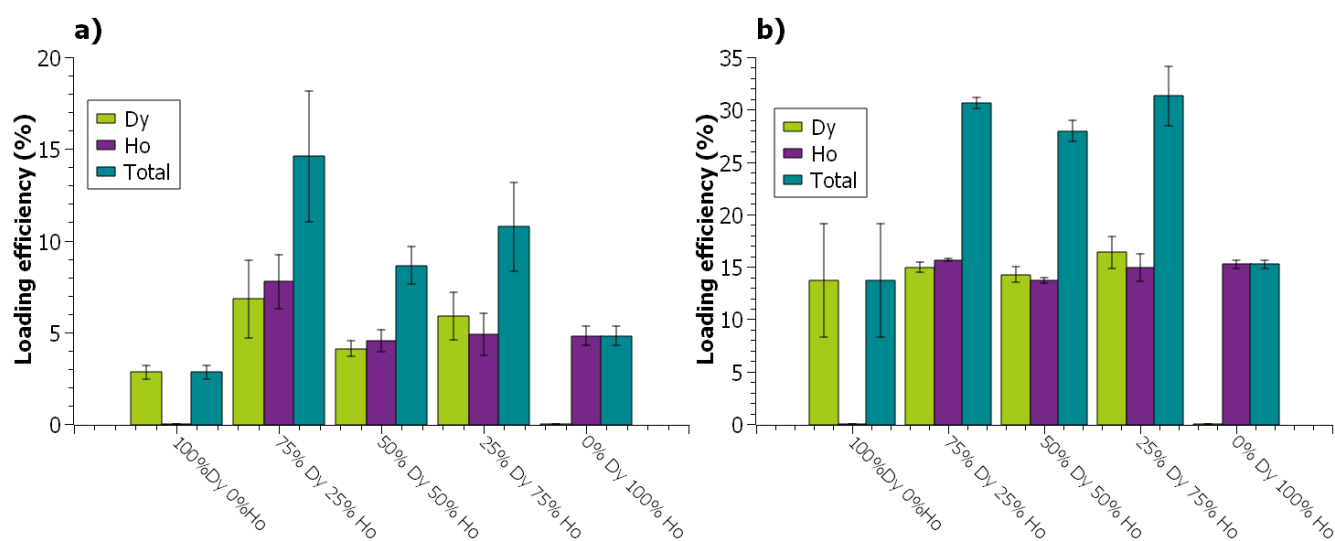 a)
Loading efficiency (%)
20
15
10
5
0
Dy
Ho
Total
100%Dy 0%Ho
75% Dy 25% Ho
50% Dy 50% Ho
25% Dy 75% Ho
0% Dy 100% Ho
b)
Loading efficiency (%)
35
30
25
20
15
10
5
0
Dy
Ho
Total
100%Dy 0%Ho
75% Dy 25% Ho
50% Dy 50% Ho
25% Dy 75% Ho
0% Dy 100% Ho